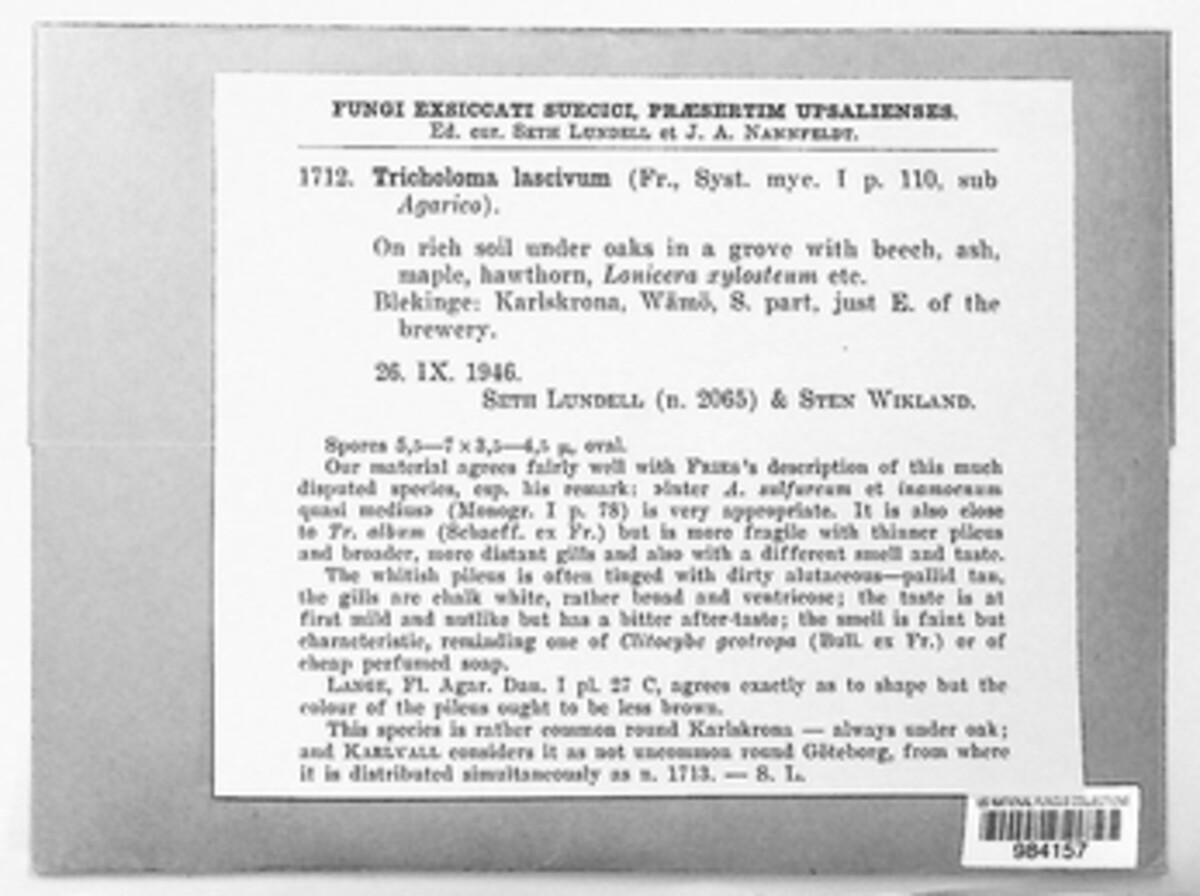 FUNGI EXSICCATI SUECICI, PRÆSERTIM UPSALIENSES.
Ed. cur. SETH LUNDELL et J. A. NANNFELDT.
1712. Tricholoma lascivum (Fr., Syst. myc. I p. 110, sub
Agarico).
On rich soil under oaks in a grove with beech, ash,
maple, hawthorn, Lonicera xylosteum etc.
Blekinge: Karlskrona, Wämö, S. part, just E. of the
brewery.
26. IX. 1946.
SETH LUNDELL (n. 2065) & STEN WIKLAND.
Spores 5,5—7 × 3,5—4,5 µ, oval.
Our material agrees fairly well with FRIES's description of this much
disputed species, esp. his remark: »inter A. sulfureum et inamoenum
quasi medius» (Monogr. I p. 78) is very appropriate. It is also close
to Tr. album (Schaeff. ex Fr.) but is more fragile with thinner pileus
and broader, more distant gills and also with a different smell and taste.
The whitish pileus is often tinged with dirty alutaceous—pallid tan,
the gills are chalk white, rather broad and ventricose; the taste is at
first mild and nutlike but has a bitter after-taste; the smell is faint but
characteristic, reminding one of Clitocybe geotropa (Bull. ex Fr.) or of
cheap perfumed soap.
LANGE, Fl. Agar. Dan. I pl. 27 C, agrees exactly as to shape but the
colour of the pileus ought to be less brown.
This species is rather common round Karlskrona — always under oak;
and KARLVALL considers it as not uncommon round Göteborg, from where
it is distributed simultaneously as n. 1713. — S. L.
US NATIONAL FUNGUS COLLECTIONS
984157